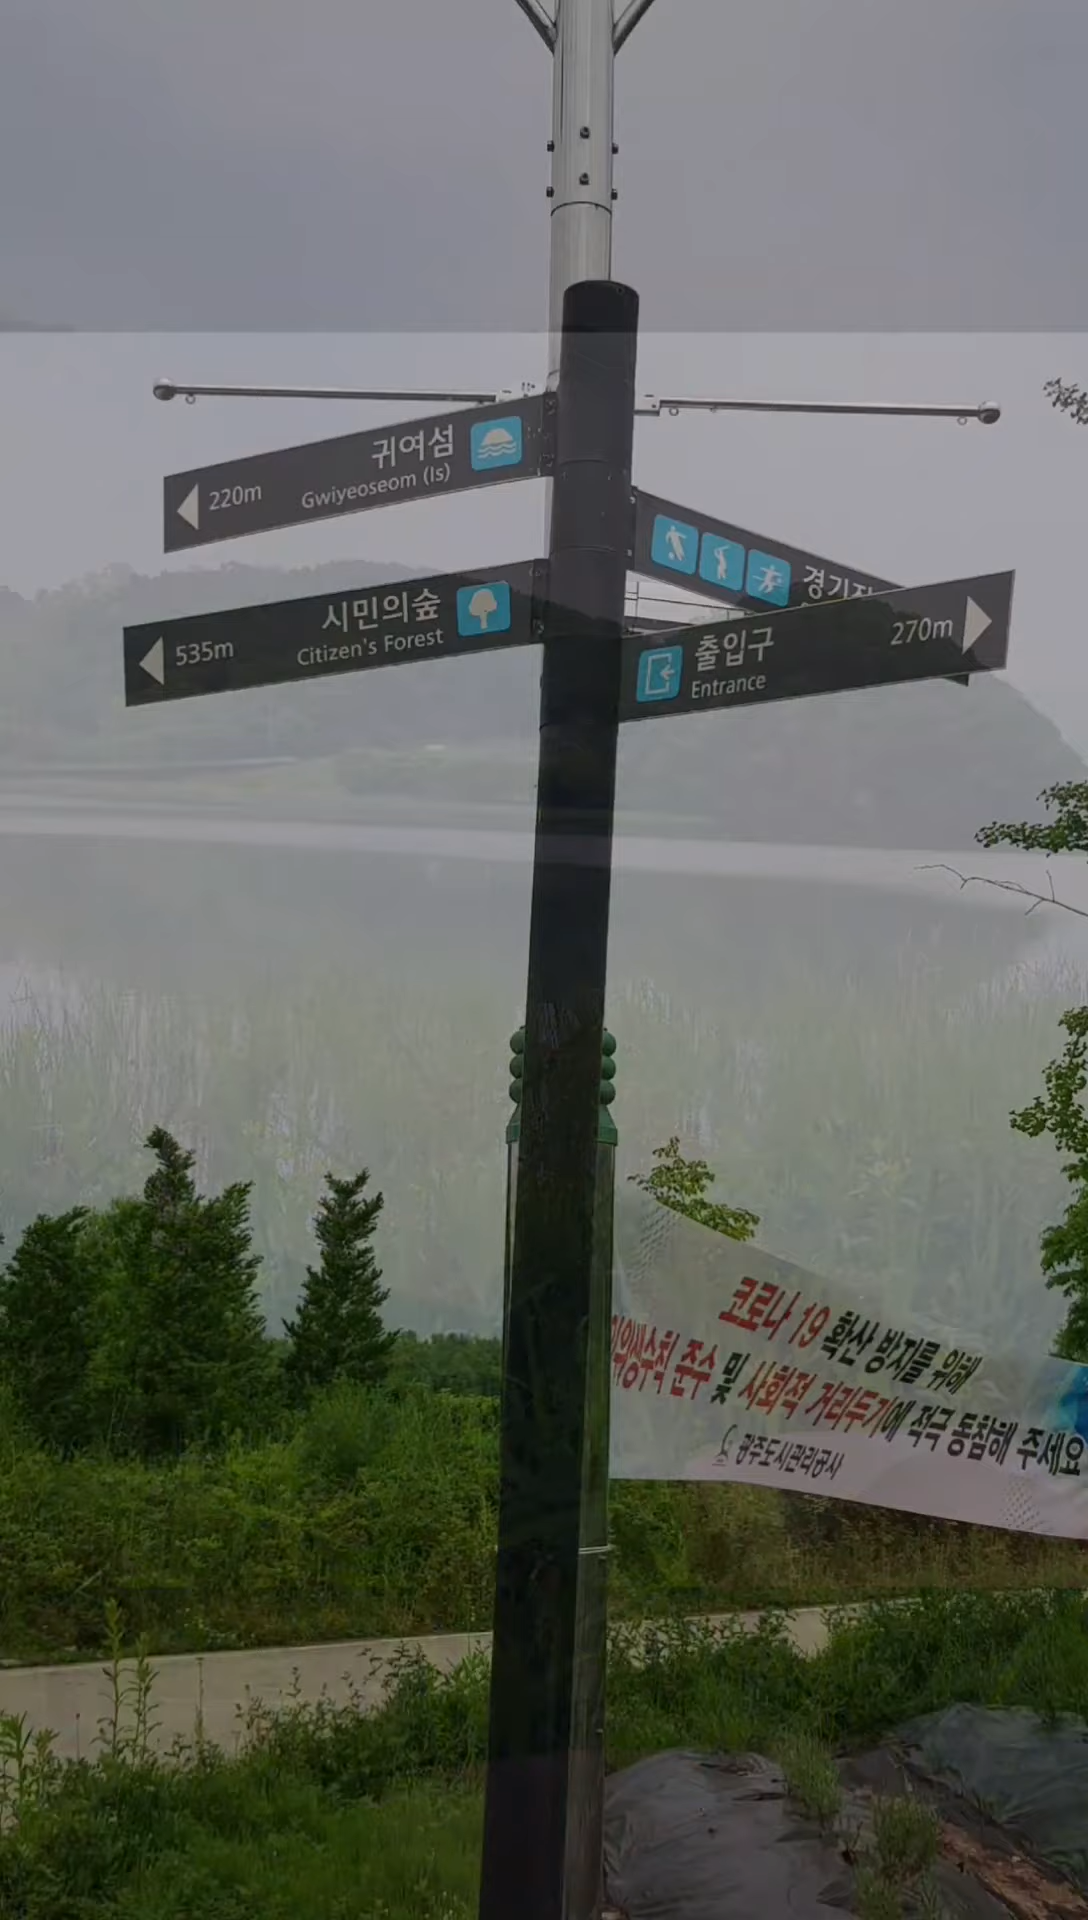 귀여섬
220m
Gwiyeoseom (Is)
시민의숲
535m
Citizen's Forest
출입구
270m
Entrance
코로나 19 확산 방지를 위해
준수 및 사회적 거리두기에 적극 동참해 주세요
광주도시관리공사